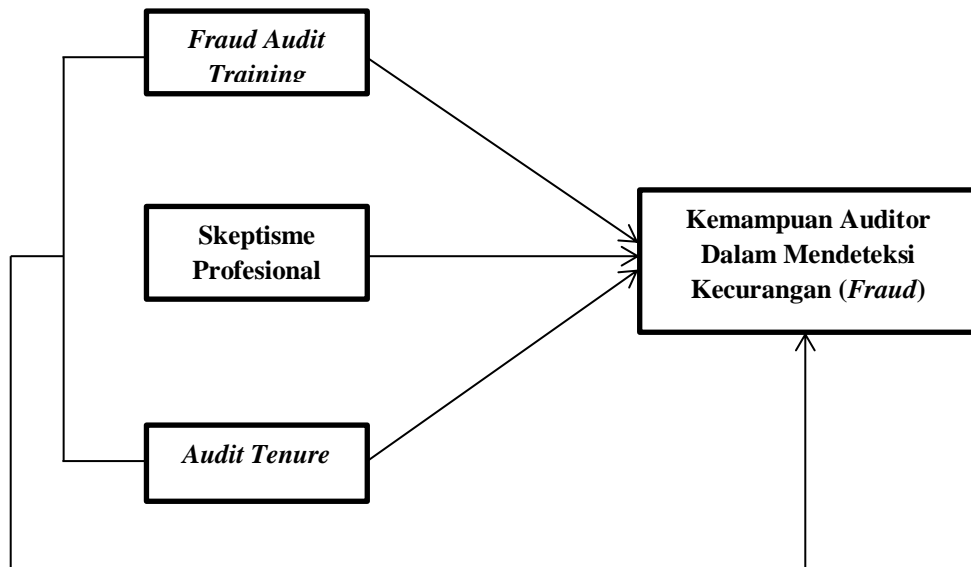 Fraud Audit
Training
Skeptisme
Profesional
Audit Tenure
Kemampuan Auditor
Dalam Mendeteksi
Kecurangan (Fraud)